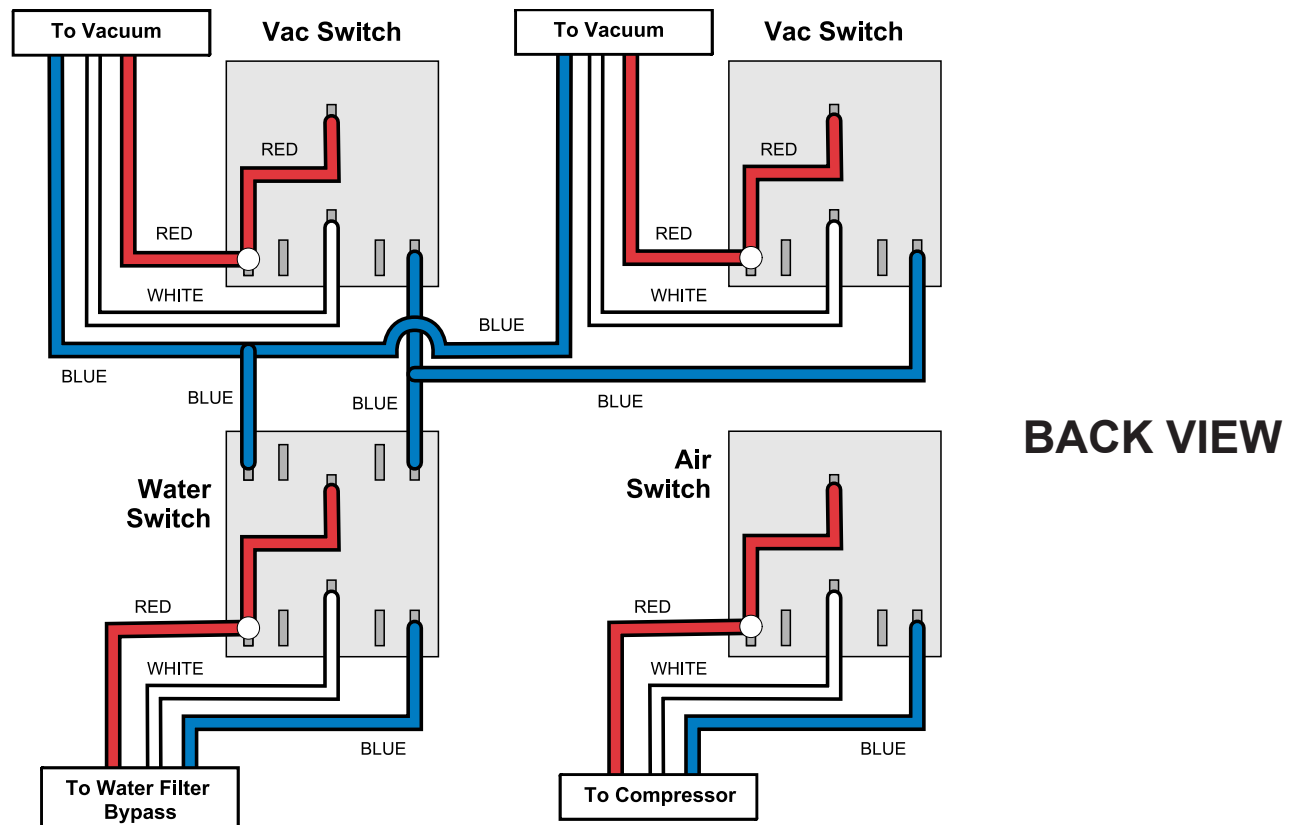 To Vacuum
Vac Switch
To Vacuum
Vac Switch
RED
RED
RED
RED
WHITE
WHITE
BLUE
BLUE
BLUE
BLUE
BLUE
BACK VIEW
Water
Switch
Air
Switch
RED
RED
WHITE
WHITE
BLUE
BLUE
To Water Filter
Bypass
To Compressor